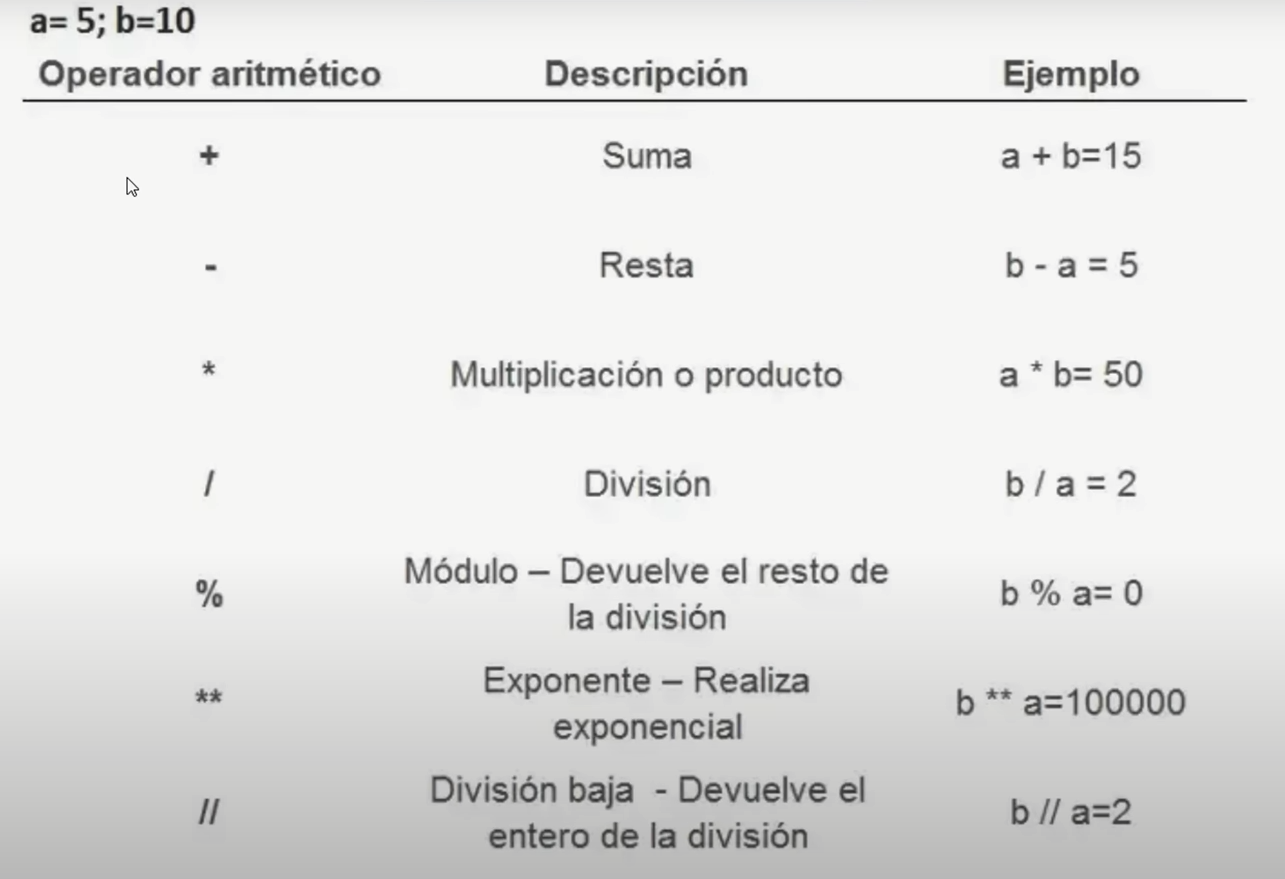 a= 5; b=10
Operador aritmético Descripción Ejemplo
+ Suma a + b=15
- Resta b - a = 5
* Multiplicación o producto a * b= 50
/ División b / a = 2
% Módulo – Devuelve el resto de la división b % a= 0
** Exponente – Realiza exponencial b ** a=100000
// División baja - Devuelve el entero de la división b // a=2